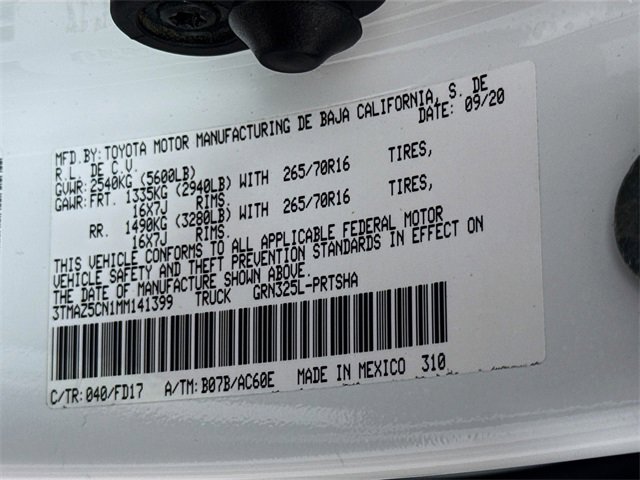 MFD.BY:TOYOTA MOTOR MANUFACTURING DE BAJA CALIFORNIA, S. DE
R.L. DE C.V. DATE: 09/20
GVWR:2540KG (5600LB)
GAWR:FRT. 1335KG (2940LB) WITH 265/70R16 TIRES,
16X7J RIMS.
RR. 1490KG (3280LB) WITH 265/70R16 TIRES,
16X7J RIMS.
THIS VEHICLE CONFORMS TO ALL APPLICABLE FEDERAL MOTOR
VEHICLE SAFETY AND THEFT PREVENTION STANDARDS IN EFFECT ON
THE DATE OF MANUFACTURE SHOWN ABOVE.
3TMAZ5CN1MM141399 TRUCK GRN325L-PRTSHA
C/TR:040/FD17 A/TM:B07B/AC60E MADE IN MEXICO 310